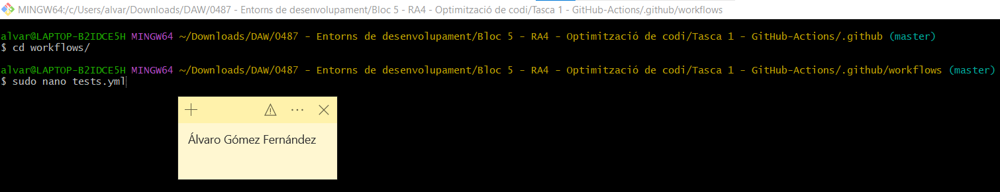 MINGW64:/c/Users/alvar/Downloads/DAW/0487 - Entorns de desenvolupament/Bloc 5 - RA4 - Optimització de codi/Tasca 1 - GitHub-Actions/.github/workflows
alvar@LAPTOP-B2IDCE5H MINGW64 ~/Downloads/DAW/0487 - Entorns de desenvolupament/Bloc 5 - RA4 - Optimització de codi/Tasca 1 - GitHub-Actions/.github (master)
$ cd workflows/
alvar@LAPTOP-B2IDCE5H MINGW64 ~/Downloads/DAW/0487 - Entorns de desenvolupament/Bloc 5 - RA4 - Optimització de codi/Tasca 1 - GitHub-Actions/.github/workflows (master)
$ sudo nano tests.yml
Álvaro Gómez Fernández